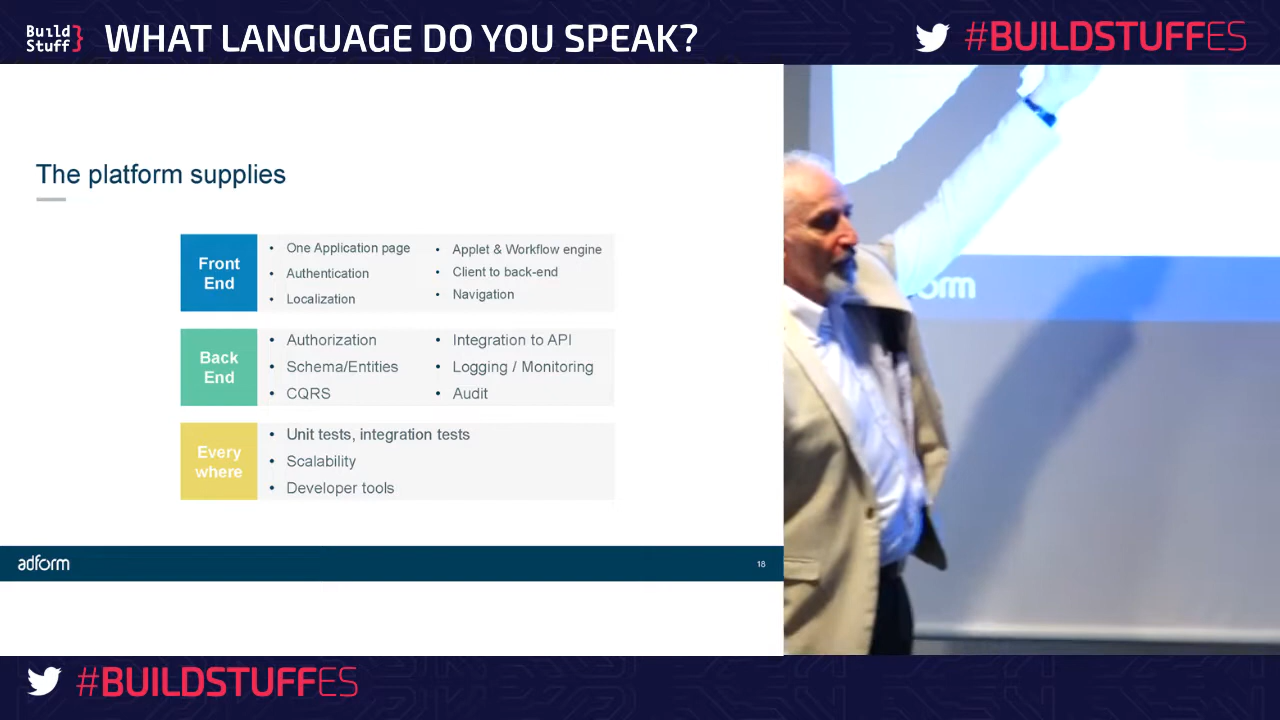 Build
Stuff}
WHAT LANGUAGE DO YOU SPEAK?
#BUILDSTUFFES
The platform supplies
Front
End
• One Application page
• Authentication
• Localization
• Applet & Workflow engine
• Client to back-end
• Navigation
Back
End
• Authorization
• Schema/Entities
• CQRS
• Integration to API
• Logging / Monitoring
• Audit
Every
where
• Unit tests, integration tests
• Scalability
• Developer tools
adform
18
#BUILDSTUFFES